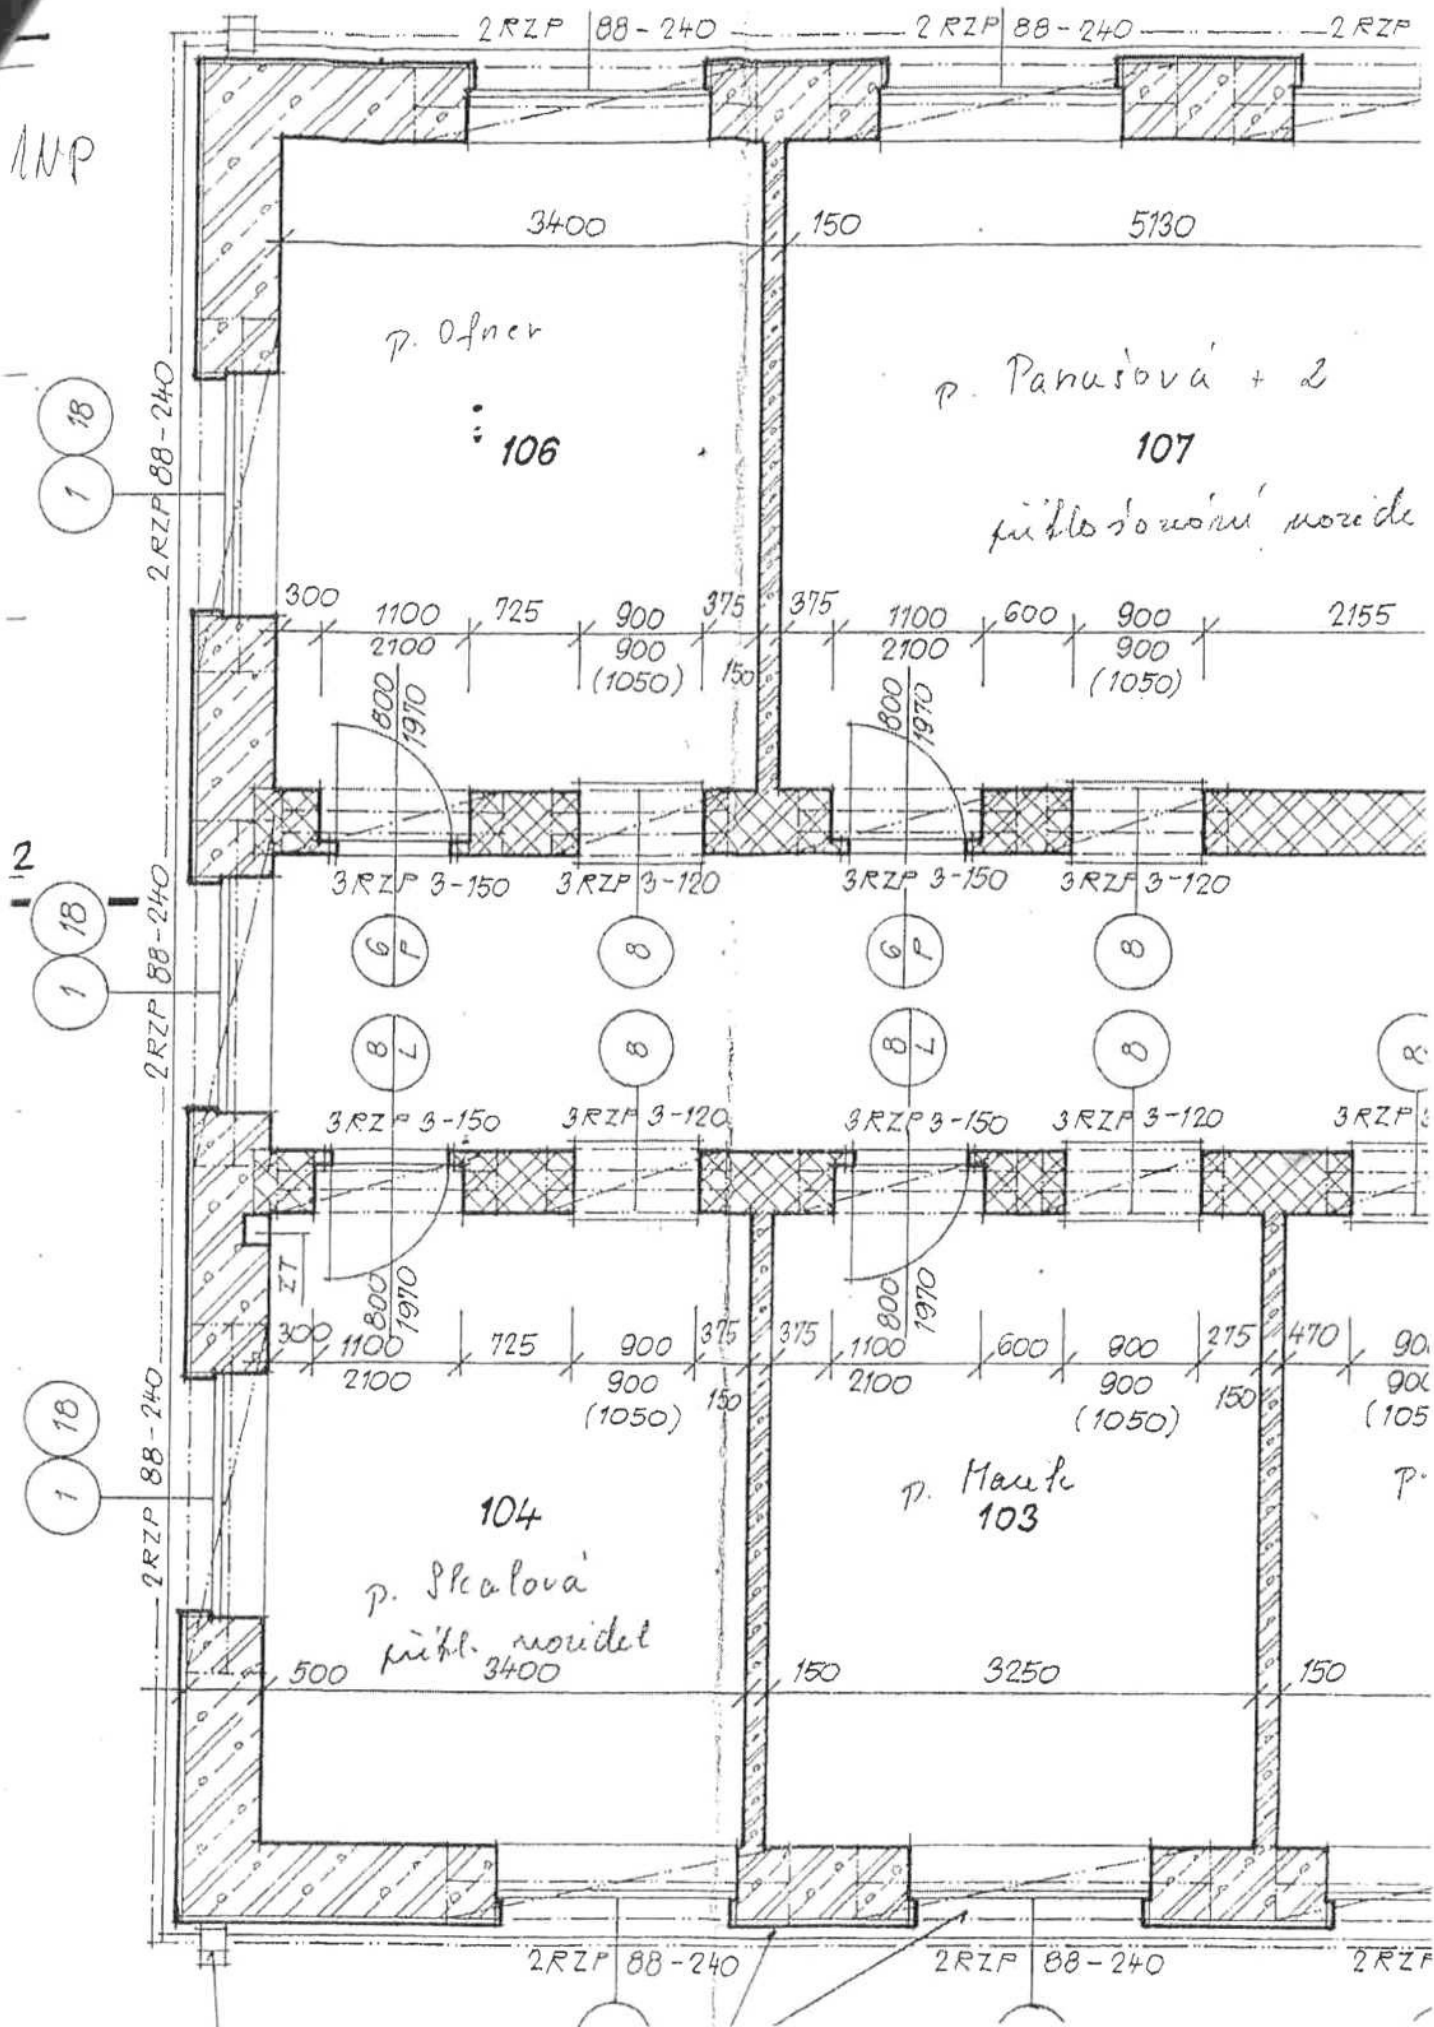 2RZP 88-240 2RZP 88-240 2RZP
1NP
3400 150 5130
p. Ofner
p. Panušová + 2
106
107
18
1
2RZP 88-240
300 1100 725 900 375 375 1100 600 900 2155
2100 900 150 2100 900
(1050) (1050)
800 1970 800 1970
2
3RZP 3-150 3RZP 3-120 3RZP 3-150 3RZP 3-120
18
1
2RZP 88-240
6 P 8 6 P 8
8 L 8 8 L 8
3RZP 3-150 3RZP 3-120 3RZP 3-150 3RZP 3-120 3RZP
ZT
800 1970 800 1970
300 1100 725 900 375 375 1100 600 900 275 470
2100 900 150 2100 900 150
(1050) (1050)
18
1
2RZP 88-240
p.
103
104
p. Skalová
500 3400 150 3250 150
2RZP 88-240 2RZP 88-240 2RZP